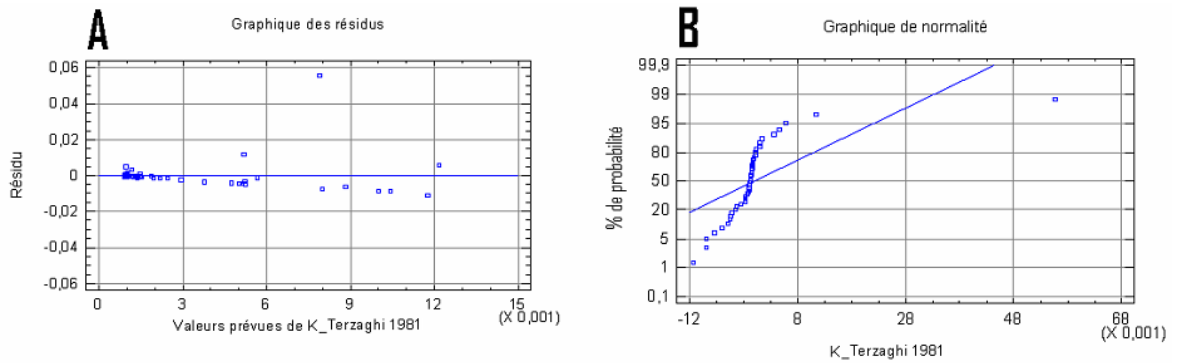 A
Graphique des résidus
0,06
0,04
0,02
0
-0,02
-0,04
-0,06
Résidu
0 3 6 9 12 15
(X 0,001)
Valeurs prévues de K_Terzaghi 1981
B
Graphique de normalité
99,9
99
95
80
50
20
5
1
0,1
% de probabilité
-12 8 28 48 68
(X 0,001)
K_Terzaghi 1981